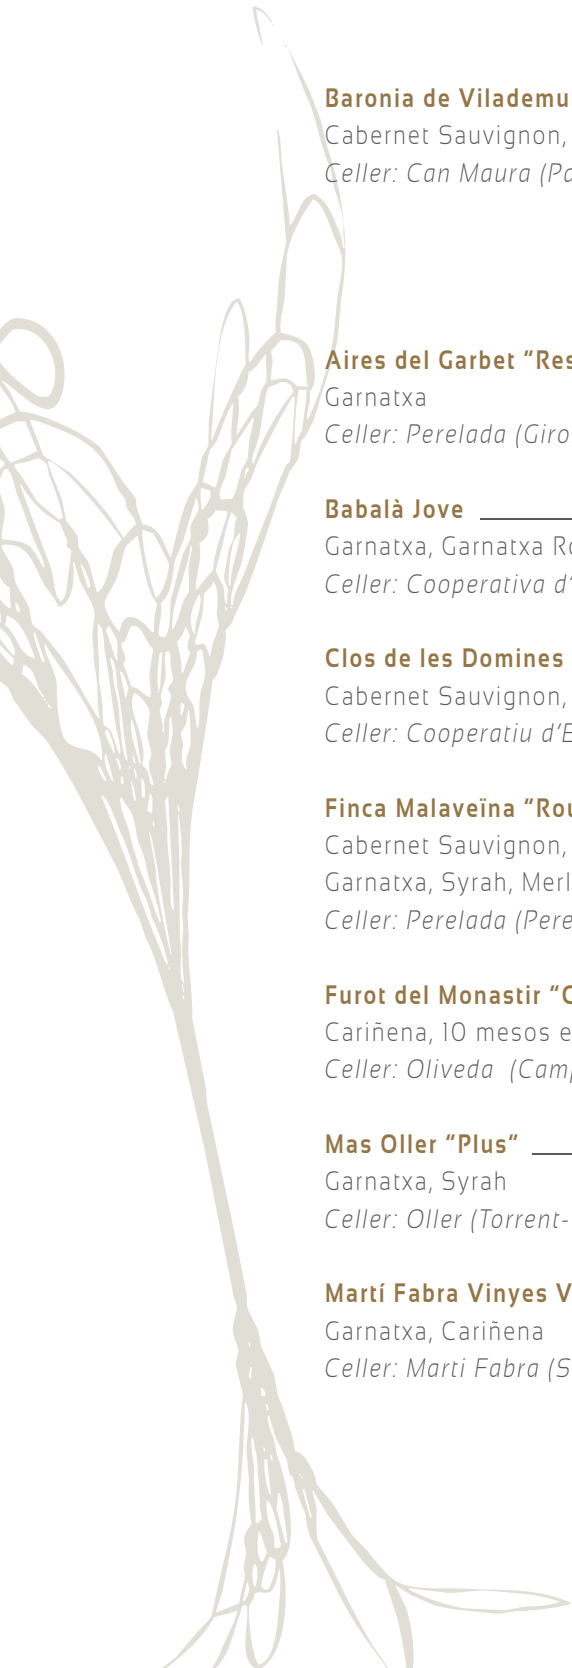 Baronia de Vilademu
Cabernet Sauvignon,
Celler: Can Maura (Pa
Aires del Garbet “Res
Garnatxa
Celler: Perelada (Giro
Babalà Jove
Garnatxa, Garnatxa Ro
Celler: Cooperativa d’
Clos de les Domines
Cabernet Sauvignon,
Celler: Cooperatiu d’E
Finca Malaveïna “Rou
Cabernet Sauvignon,
Garnatxa, Syrah, Merl
Celler: Perelada (Pere
Furot del Monastir “C
Cariñena, 10 mesos e
Celler: Oliveda (Camp
Mas Oller “Plus”
Garnatxa, Syrah
Celler: Oller (Torrent-
Martí Fabra Vinyes V
Garnatxa, Cariñena
Celler: Marti Fabra (S